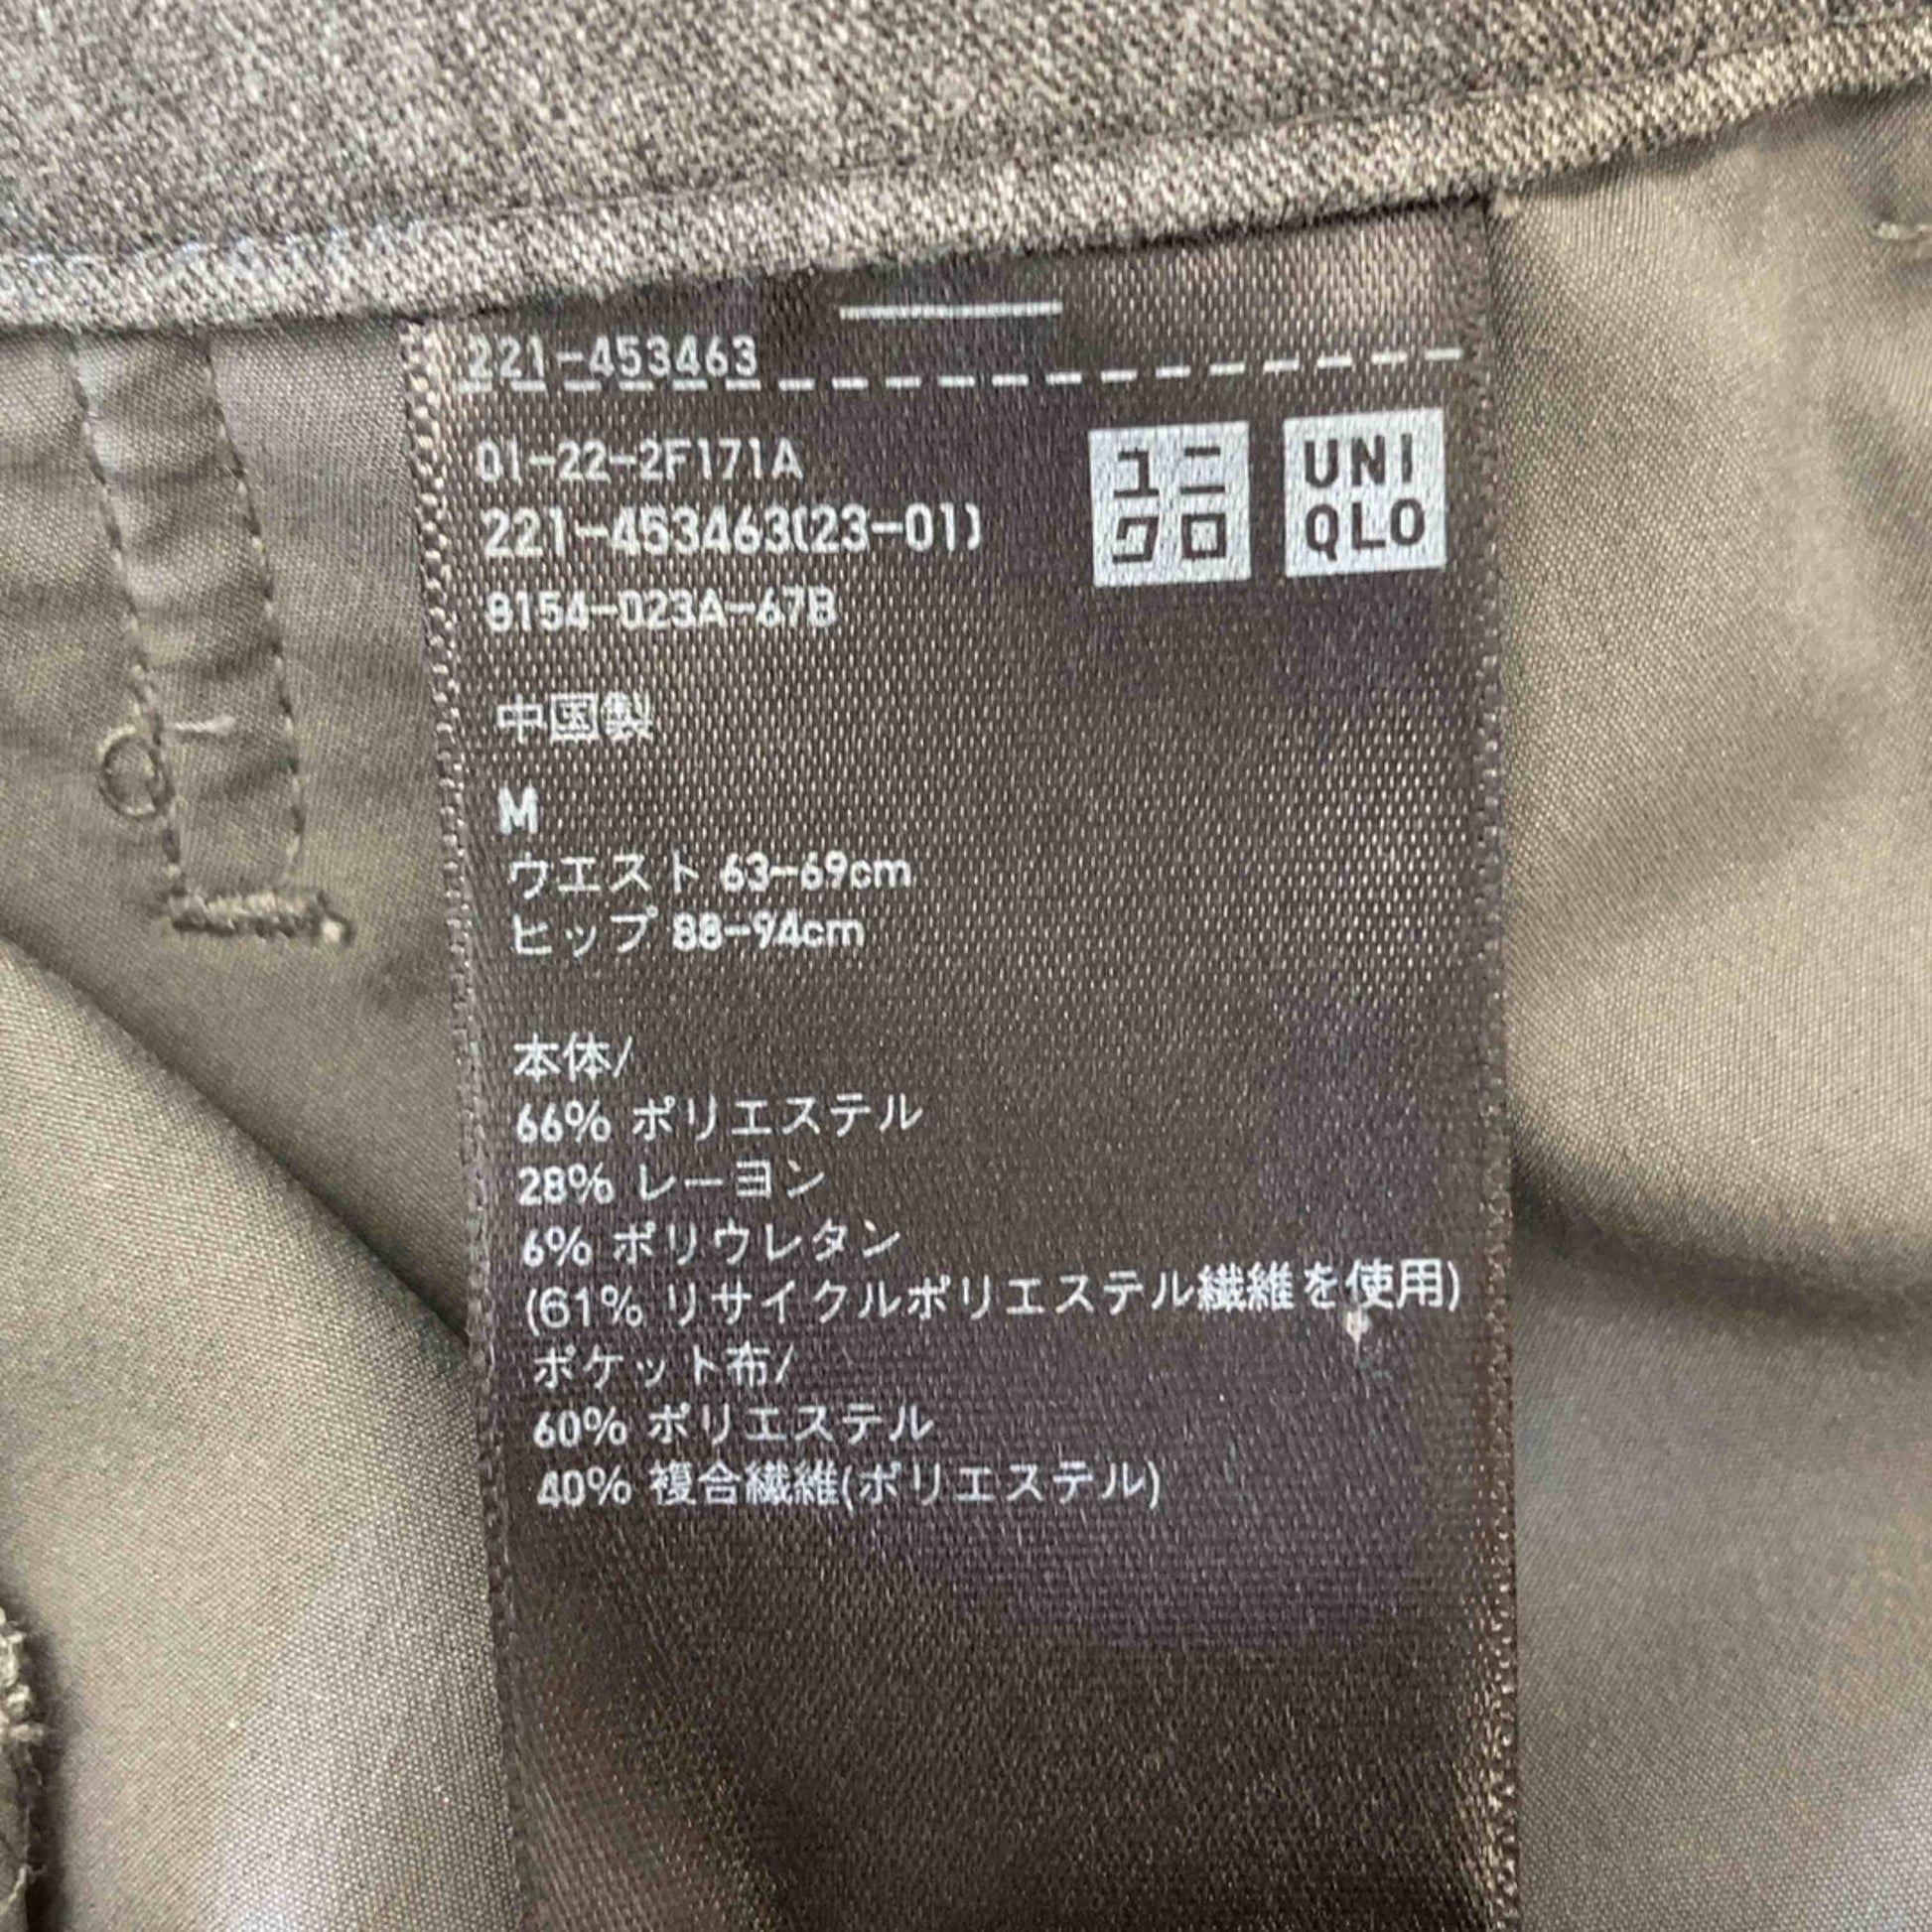 221-453463
01-22-2F171A
221-453463(23-01)
8154-023A-67B
ユニ
クロ
UNI
QLO
中国製
M
ウエスト 63-69cm
ヒップ 88-94cm
本体/
66% ポリエステル
28% レーヨン
6% ポリウレタン
(61% リサイクルポリエステル繊維を使用)
ポケット布/
60% ポリエステル
40% 複合繊維(ポリエステル)